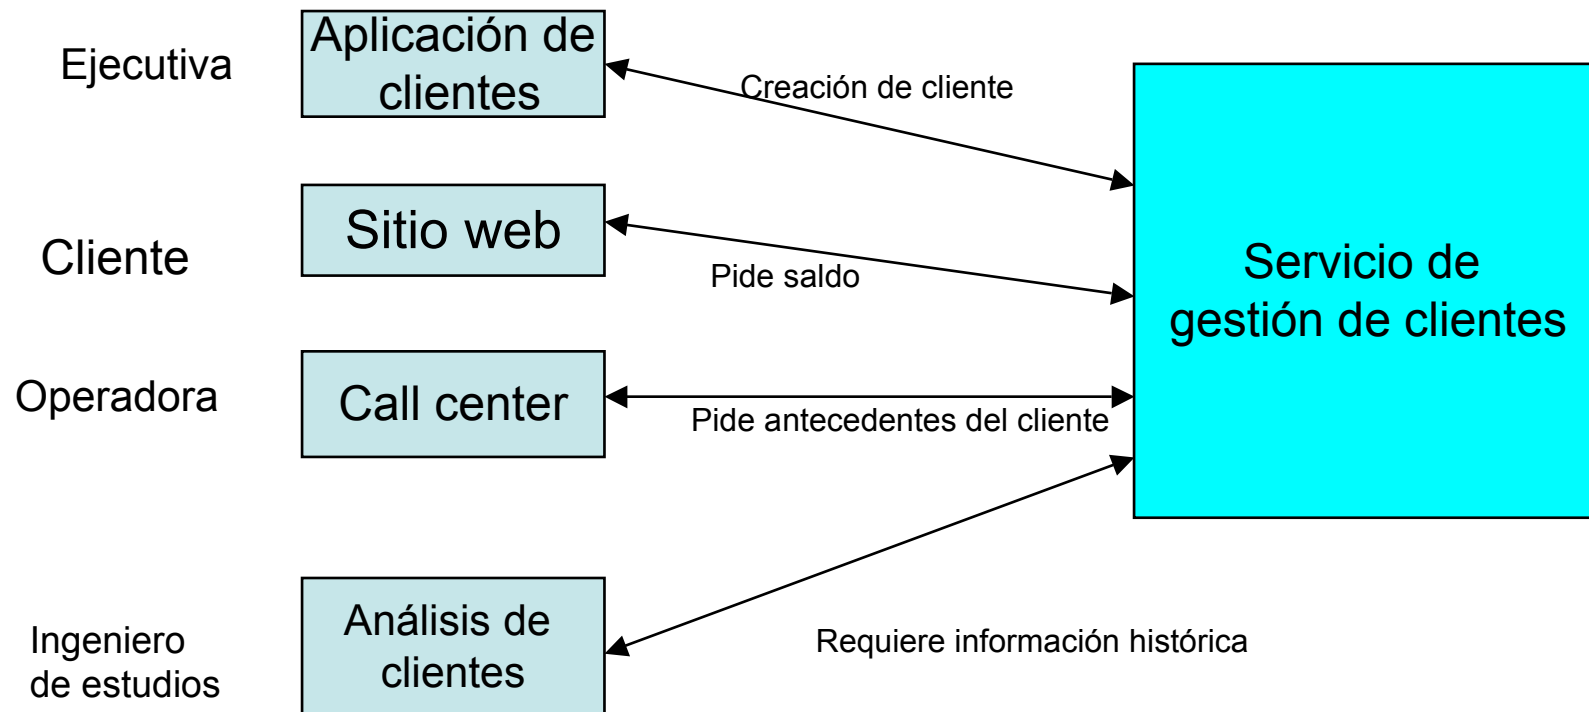 Ejecutiva
Aplicación de
clientes
Creación de cliente
Cliente
Sitio web
Pide saldo
Servicio de
gestión de clientes
Operadora
Call center
Pide antecedentes del cliente
Ingeniero
de estudios
Análisis de
clientes
Requiere información histórica